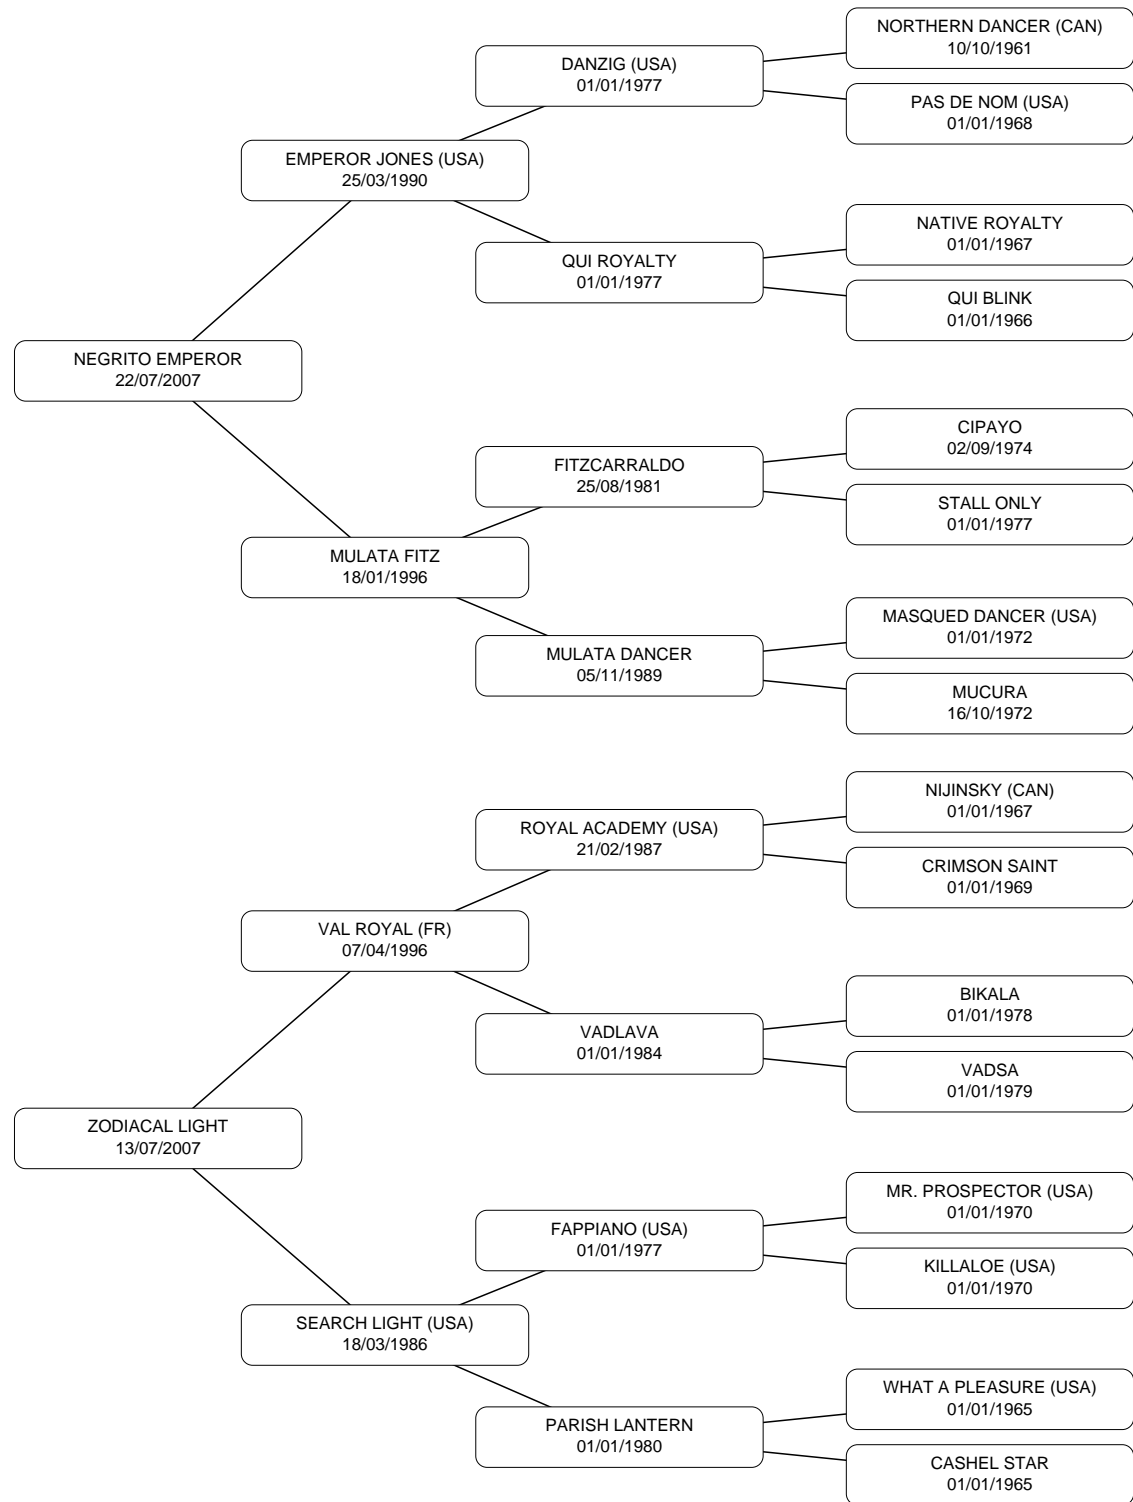 NORTHERN DANCER (CAN)
10/10/1961
DANZIG (USA)
01/01/1977
PAS DE NOM (USA)
01/01/1968
EMPEROR JONES (USA)
25/03/1990
NATIVE ROYALTY
01/01/1967
QUI ROYALTY
01/01/1977
QUI BLINK
01/01/1966
NEGRITO EMPEROR
22/07/2007
CIPAYO
02/09/1974
FITZCARRALDO
25/08/1981
STALL ONLY
01/01/1977
MULATA FITZ
18/01/1996
MASQUED DANCER (USA)
01/01/1972
MULATA DANCER
05/11/1989
MUCURA
16/10/1972
NIJINSKY (CAN)
01/01/1967
ROYAL ACADEMY (USA)
21/02/1987
CRIMSON SAINT
01/01/1969
VAL ROYAL (FR)
07/04/1996
BIKALA
01/01/1978
VADLAVA
01/01/1984
VADSA
01/01/1979
ZODIACAL LIGHT
13/07/2007
MR. PROSPECTOR (USA)
01/01/1970
FAPPIANO (USA)
01/01/1977
KILLALOE (USA)
01/01/1970
SEARCH LIGHT (USA)
18/03/1986
WHAT A PLEASURE (USA)
01/01/1965
PARISH LANTERN
01/01/1980
CASHEL STAR
01/01/1965